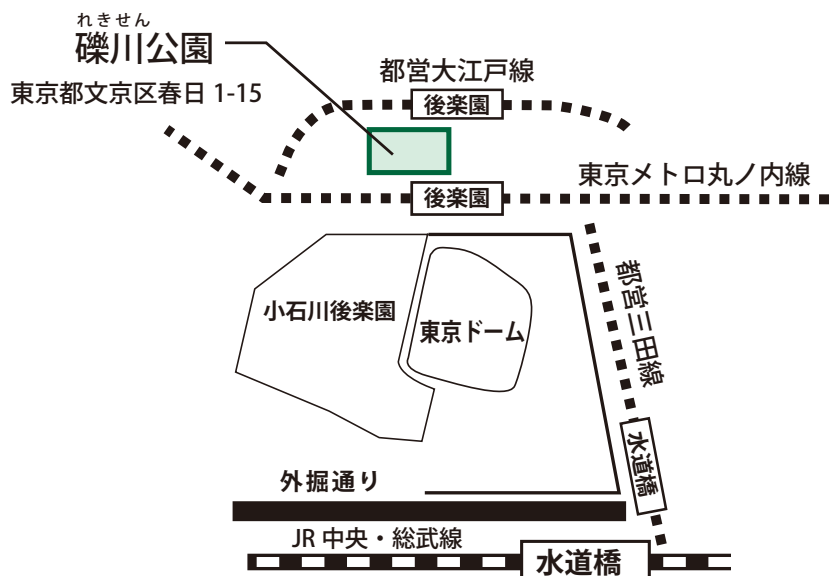 れきせん
礫川公園
東京都文京区春日 1-15
都営大江戸線
後楽園
東京メトロ丸ノ内線
後楽園
都営三田線
小石川後楽園
東京ドーム
水道橋
外掘通り
JR 中央・総武線
水道橋